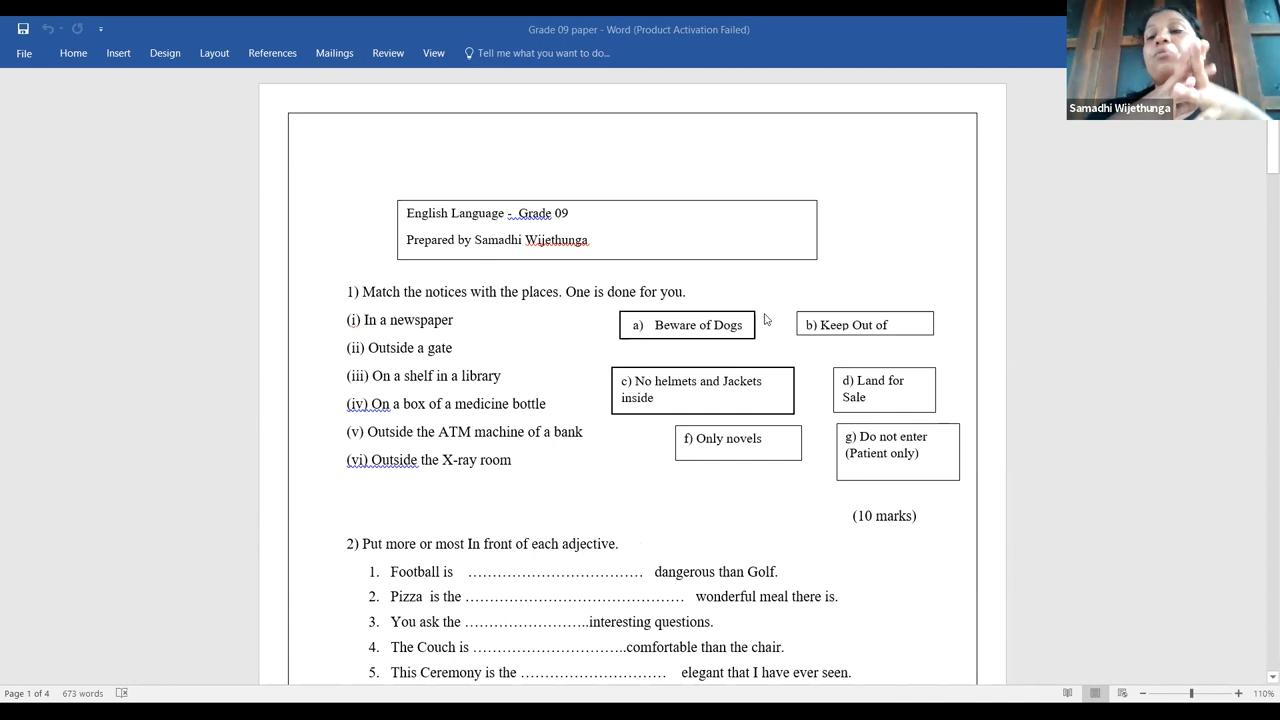 Grade 09 paper - Word (Product Activation Failed)
File Home Insert Design Layout References Mailings Review View Tell me what you want to do...
Samadhi Wijethunga
English Language - Grade 09
Prepared by Samadhi Wijethunga
1) Match the notices with the places. One is done for you.
(i) In a newspaper
(ii) Outside a gate
(iii) On a shelf in a library
(iv) On a box of a medicine bottle
(v) Outside the ATM machine of a bank
(vi) Outside the X-ray room
a) Beware of Dogs
b) Keep Out of
c) No helmets and Jackets
inside
d) Land for
Sale
f) Only novels
g) Do not enter
(Patient only)
(10 marks)
2) Put more or most In front of each adjective.
1. Football is ……………………………… dangerous than Golf.
2. Pizza is the ……………………………………… wonderful meal there is.
3. You ask the ……………………..interesting questions.
4. The Couch is …………………………..comfortable than the chair.
5. This Ceremony is the ………………………… elegant that I have ever seen.
Page 1 of 4 673 words 110%